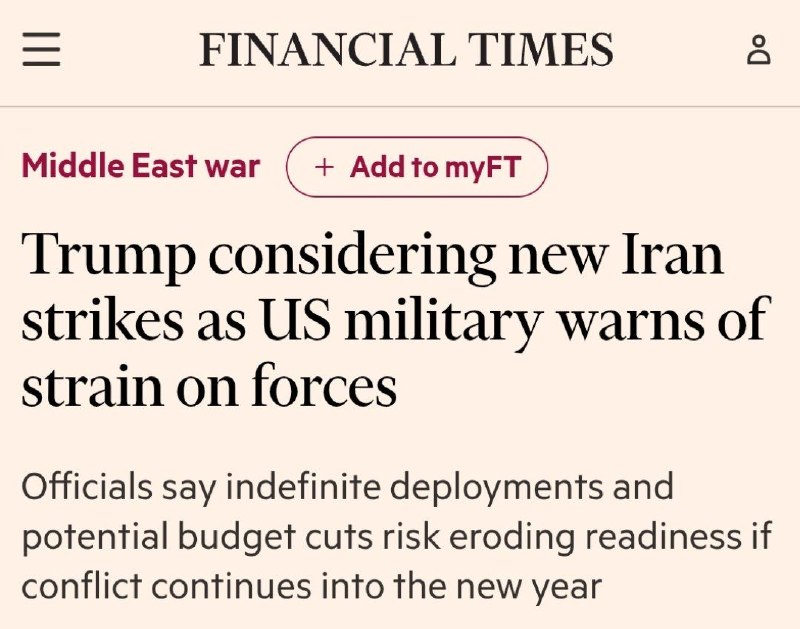 FINANCIAL TIMES
Middle East war
+ Add to myFT
Trump considering new Iran
strikes as US military warns of
strain on forces
Officials say indefinite deployments and
potential budget cuts risk eroding readiness if
conflict continues into the new year